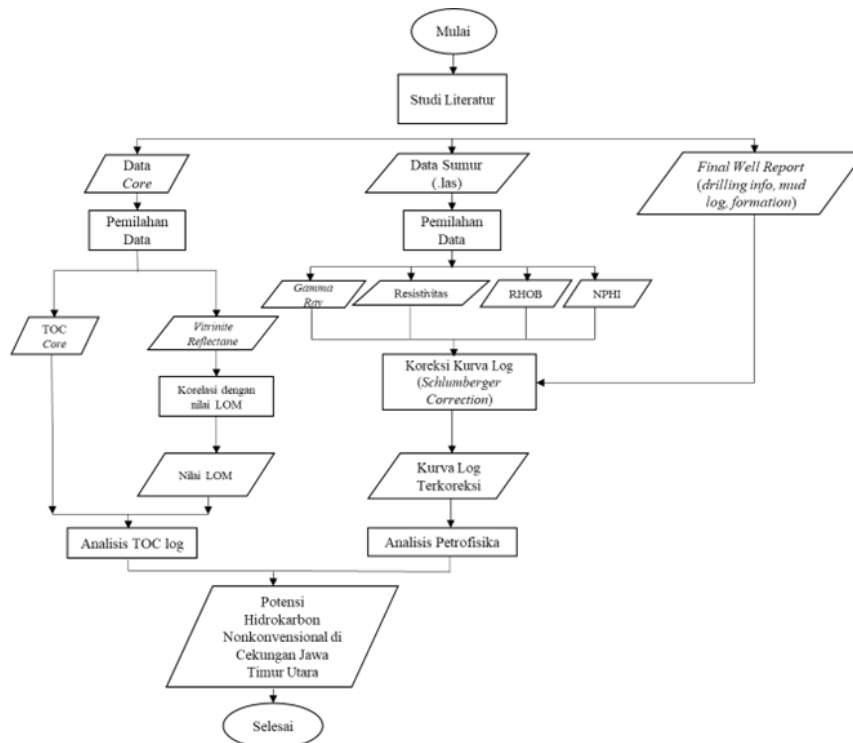 Mulai
Studi Literatur
Data
Core
Data Sumur
(.las)
Final Well Report
(drilling info, mud
log, formation)
Pemilahan
Data
Pemilahan
Data
Gamma
Ray
Resistivitas
RHOB
NPHI
TOC
Core
Vitrinite
Reflectane
Korelasi dengan
nilai LOM
Koreksi Kurva Log
(Schlumberger
Correction)
Nilai LOM
Kurva Log
Terkoreksi
Analisis TOC log
Analisis Petrofisika
Potensi
Hidrokarbon
Nonkonvensional di
Cekungan Jawa
Timur Utara
Selesai